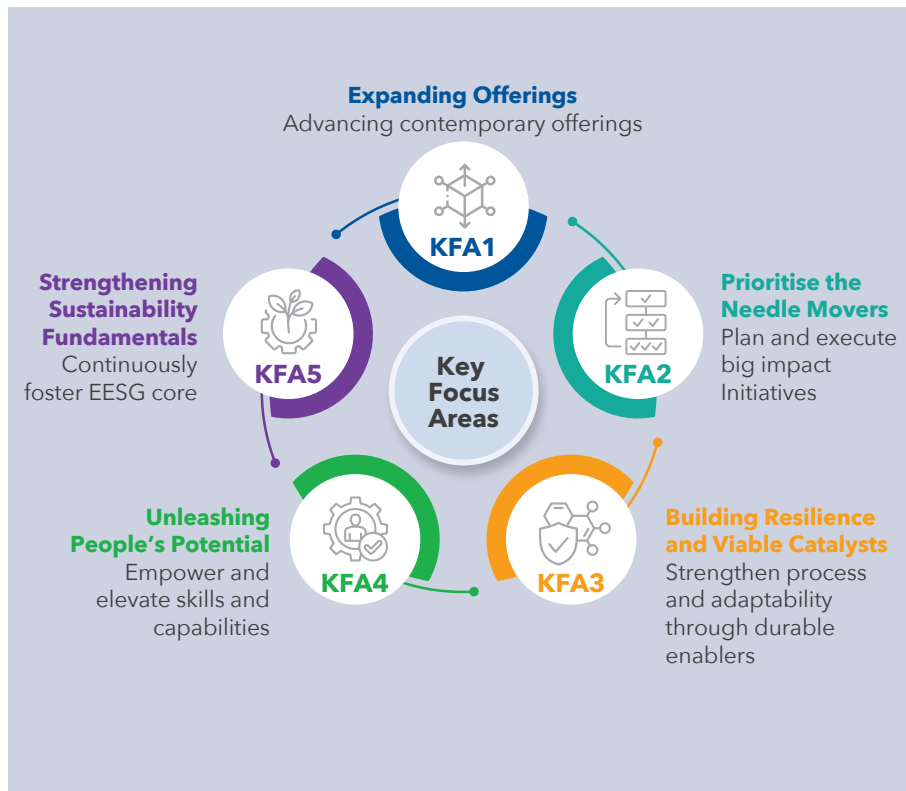 Expanding Offerings
Advancing contemporary offerings
KFA1
Prioritise the
Needle Movers
Plan and execute
big impact
Initiatives
KFA2
Building Resilience
and Viable Catalysts
Strengthen process
and adaptability
through durable
enablers
KFA3
Unleashing
People's Potential
Empower and
elevate skills and
capabilities
KFA4
Strengthening
Sustainability
Fundamentals
Continuously
foster EESG core
KFA5
Key
Focus
Areas